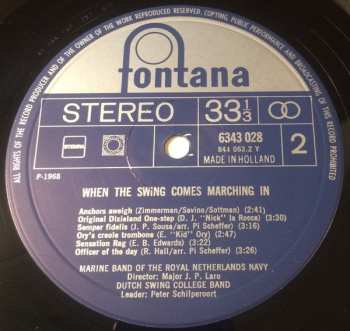 ALL RIGHTS OF THE RECORD PRODUCER AND OF THE OWNER OF THE WORK REPRODUCED RESERVED
COPYING, PUBLIC PERFORMANCE AND BROADCASTING OF THIS RECORD PROHIBITED
fontana
STEREO 33 1/3
stemra
6343 028
844 063.2 Y
MADE IN HOLLAND
2
P-1968
WHEN THE SWiNG COMES MARCHING IN
Anchors aweigh (Zimmerman/Savino/Sottman) (2:41)
Original Dixieland One-step (D. J. "Nick" la Rocca) (3:30)
Semper fidelis (J. P. Sousa/arr. Pi Scheffer) (3:16)
Ory's creole trombone (E. "Kid" Ory) (3:48)
Sensation Rag (E. B. Edwards) (3:22)
Officer of the day (R. Hall/arr. Pi Scheffer) (2:26)
MARINE BAND OF THE ROYAL NETHERLANDS NAVY
Director: Major J. P. Laro
DUTCH SWING COLLEGE BAND
Leader: Peter Schilperoort